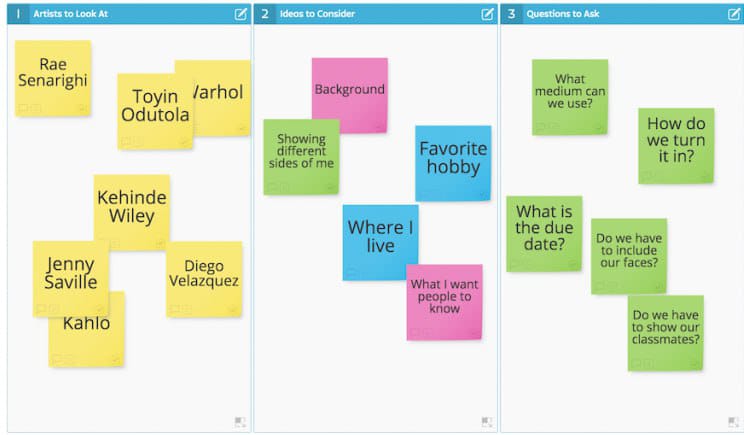 1 Artists to Look At
Rae
Senarighi
Toyin
Odutola
Warhol
Kehinde
Wiley
Jenny
Saville
Diego
Velazquez
Kahlo
2 Ideas to Consider
Background
Showing
different
sides of me
Favorite
hobby
Where I
live
What I want
people to
know
3 Questions to Ask
What
medium can
we use?
How do
we turn
it in?
What is
the due
date?
Do we have
to include
our faces?
Do we have
to show our
classmates?